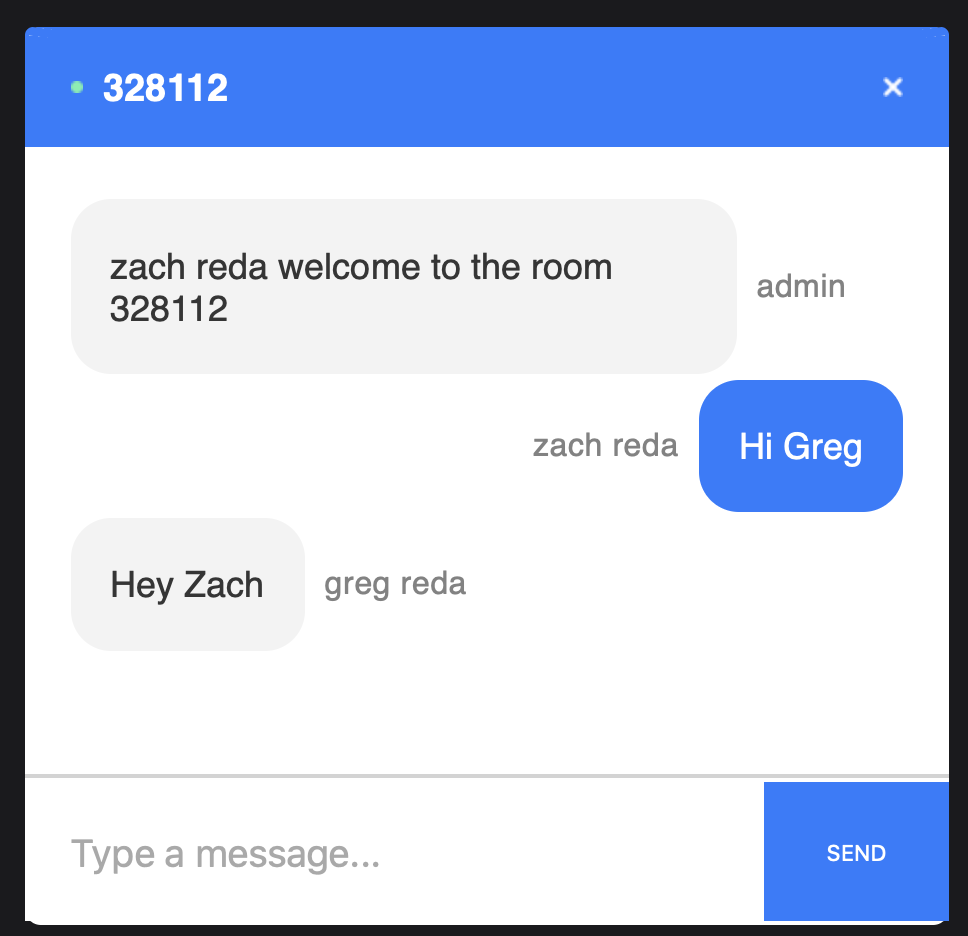 328112
zach reda welcome to the room
328112
admin
zach reda
Hi Greg
Hey Zach
greg reda
Type a message...
SEND